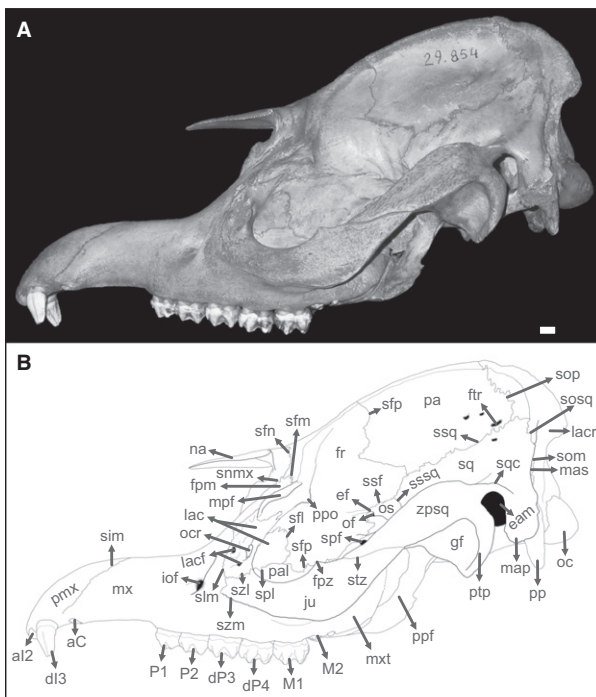 A
29.854
B
sop
sfp
pa
ftr
sosq
sfm
sfn
lacr
na
fr
ssq
snmx
som
fpm
sq
sqc
mas
mpf
ssf
sssq
ef
os
lac
ppo
zpsq
sfl
of
eam
ocr
sfp
spf
sim
lacf
gf
oc
iof
pal
mx
slm
szl
spl
fpz
stz
ptp
map
pp
pmx
ju
szm
ppf
aI2
aC
mxt
dI3
P1
P2
dP3
dP4
M1
M2